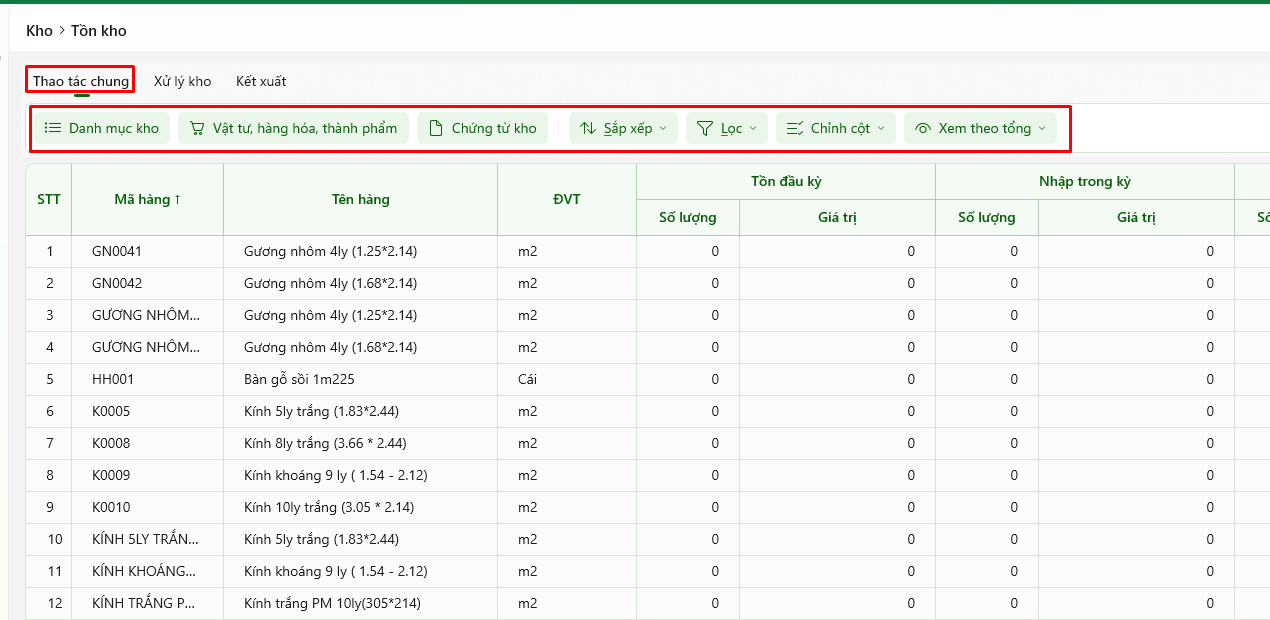 Kho > Tồn kho
Thao tác chung Xử lý kho Kết xuất
Danh mục kho Vật tư, hàng hóa, thành phẩm Chứng từ kho Sắp xếp Lọc Chỉnh cột Xem theo tổng
STT Mã hàng ↑ Tên hàng ĐVT Tồn đầu kỳ Nhập trong kỳ
Số lượng Giá trị Số lượng Giá trị Số
1 GN0041 Gương nhôm 4ly (1.25*2.14) m2 0 0 0 0
2 GN0042 Gương nhôm 4ly (1.68*2.14) m2 0 0 0 0
3 GƯƠNG NHÔM... Gương nhôm 4ly (1.25*2.14) m2 0 0 0 0
4 GƯƠNG NHÔM... Gương nhôm 4ly (1.68*2.14) m2 0 0 0 0
5 HH001 Bàn gỗ sồi 1m225 Cái 0 0 0 0
6 K0005 Kính 5ly trắng (1.83*2.44) m2 0 0 0 0
7 K0008 Kính 8ly trắng (3.66 * 2.44) m2 0 0 0 0
8 K0009 Kính khoáng 9 ly ( 1.54 - 2.12) m2 0 0 0 0
9 K0010 Kính 10ly trắng (3.05 * 2.14) m2 0 0 0 0
10 KÍNH 5LY TRẮN... Kính 5ly trắng (1.83*2.44) m2 0 0 0 0
11 KÍNH KHOÁNG... Kính khoáng 9 ly ( 1.54 - 2.12) m2 0 0 0 0
12 KÍNH TRẮNG P... Kính trắng PM 10ly(305*214) m2 0 0 0 0